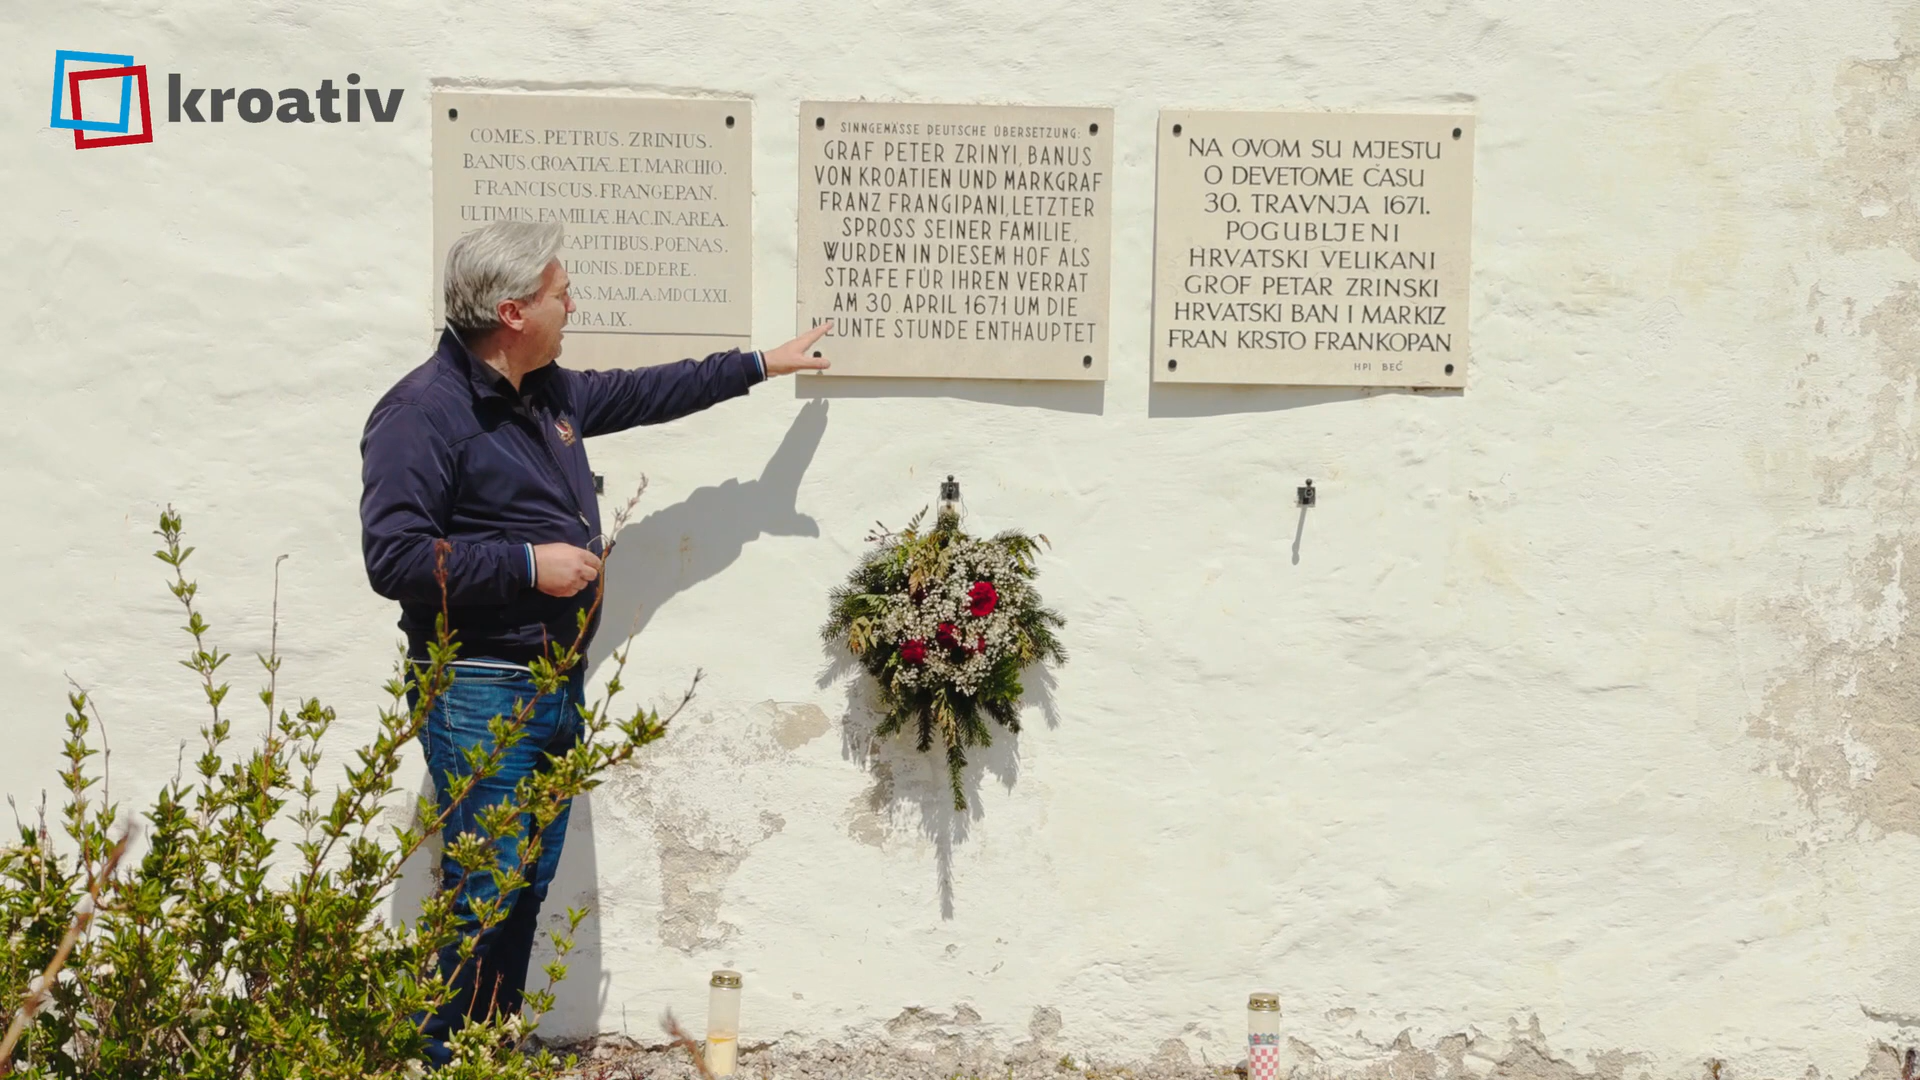 kroativ
COMES.PETRUS.ZRINIUS.
BANUS.CROATIÆ.ET.MARCHIO.
FRANCISCUS.FRANGEPAN.
ULTIMUS.FAMILIÆ.HAC.IN.AREA.
CAPITIBUS.POENAS.
DEDERE.
MAJ.LA.MDCLXXI.
IX.
SINNGEMÄSSE DEUTSCHE ÜBERSETZUNG:
GRAF PETER ZRINYI, BANUS
VON KROATIEN UND MARKGRAF
FRANZ FRANGIPANI, LETZTER
SPROSS SEINER FAMILIE,
WURDEN IN DIESEM HOF ALS
STRAFE FÜR IHREN VERRAT
AM 30. APRIL 1671 UM DIE
NEUNTE STUNDE ENTHAUPTET
NA OVOM SU MJESTU
O DEVETOME ČASU
30. TRAVNJA 1671.
POGUBLJENI
HRVATSKI VELIKANI
GROF PETAR ZRINSKI
HRVATSKI BAN I MARKIZ
FRAN KRSTO FRANKOPAN
HPI BEČ